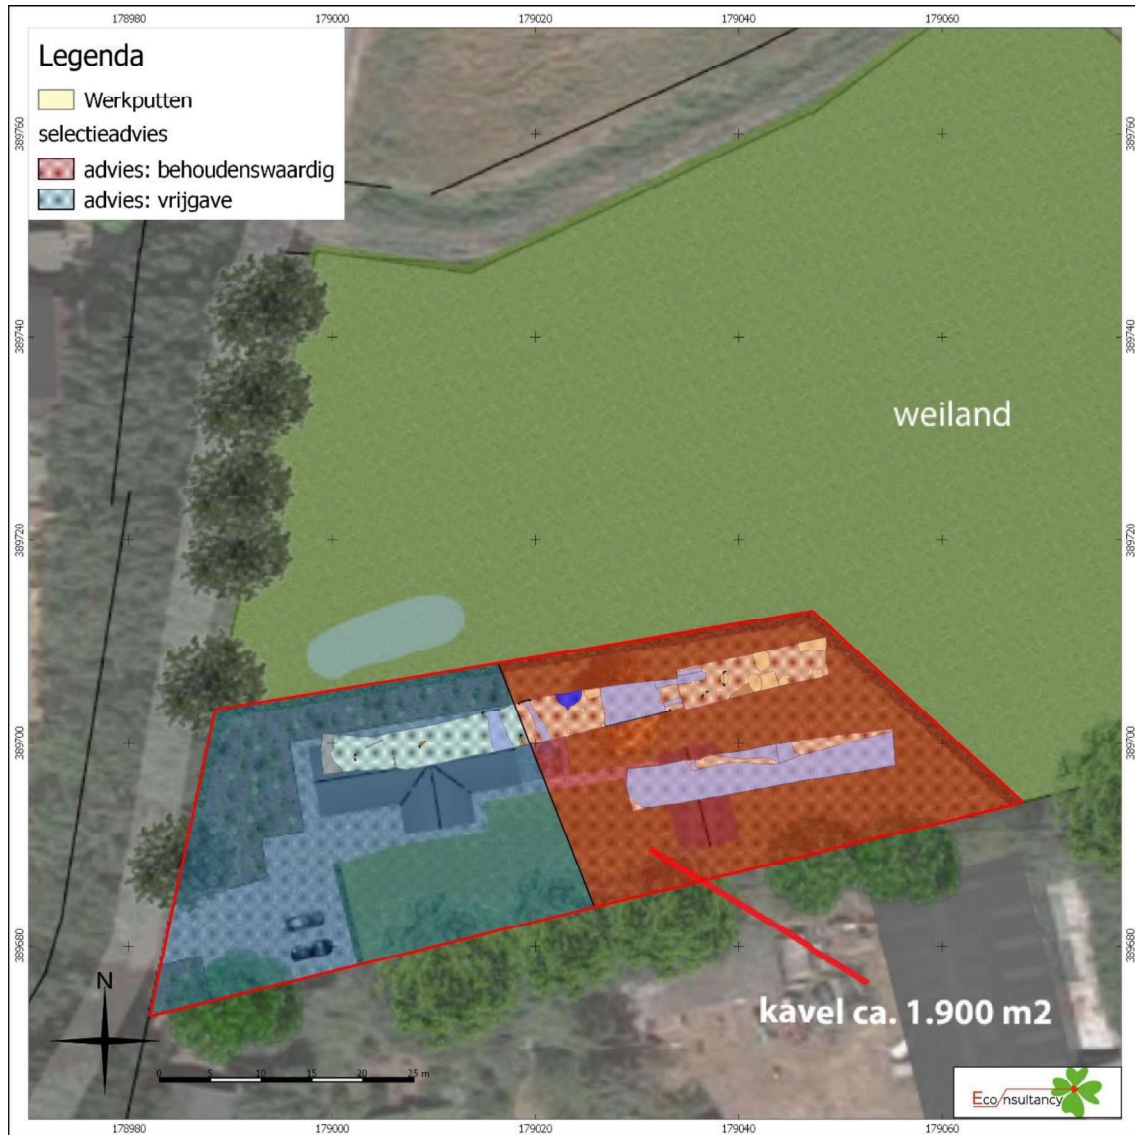 178980 179000 179020 179040 179060
Legenda
Werkputten
selectieadvies
advies: behoudenswaardig
advies: vrijgave
389760 389760
389740 389740
weiland
389720 389720
389700 389700
389680 389680
N
kavel ca. 1.900 m2
0 5 10 15 20 25 m
Econsultancy
178980 179000 179020 179040 179060